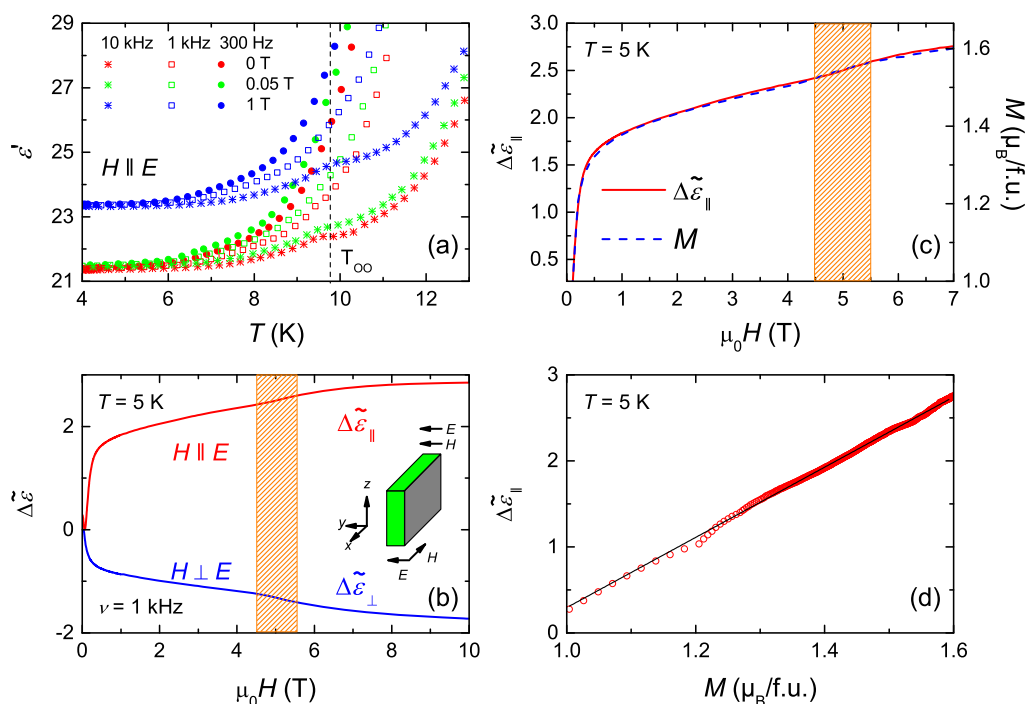 29
27
25
23
21
ε'
10 kHz 1 kHz 300 Hz
0 T
0.05 T
1 T
H ∥ E
(a)
T_OO
4 6 8 10 12
T (K)
3.0
2.5
2.0
1.5
1.0
0.5
Δε̃_∥
T = 5 K
Δε̃_∥
M
(c)
1.6
1.4
1.2
1.0
M (μ_B/f.u.)
0 1 2 3 4 5 6 7
μ₀H (T)
2
0
-2
Δε̃
T = 5 K
H ∥ E
Δε̃_∥
E
H
z
y
x
H
E
H ⊥ E
Δε̃_⊥
(b)
ν = 1 kHz
0 2 4 6 8 10
μ₀H (T)
3
2
1
0
Δε̃_∥
T = 5 K
(d)
1.0 1.2 1.4 1.6
M (μ_B/f.u.)